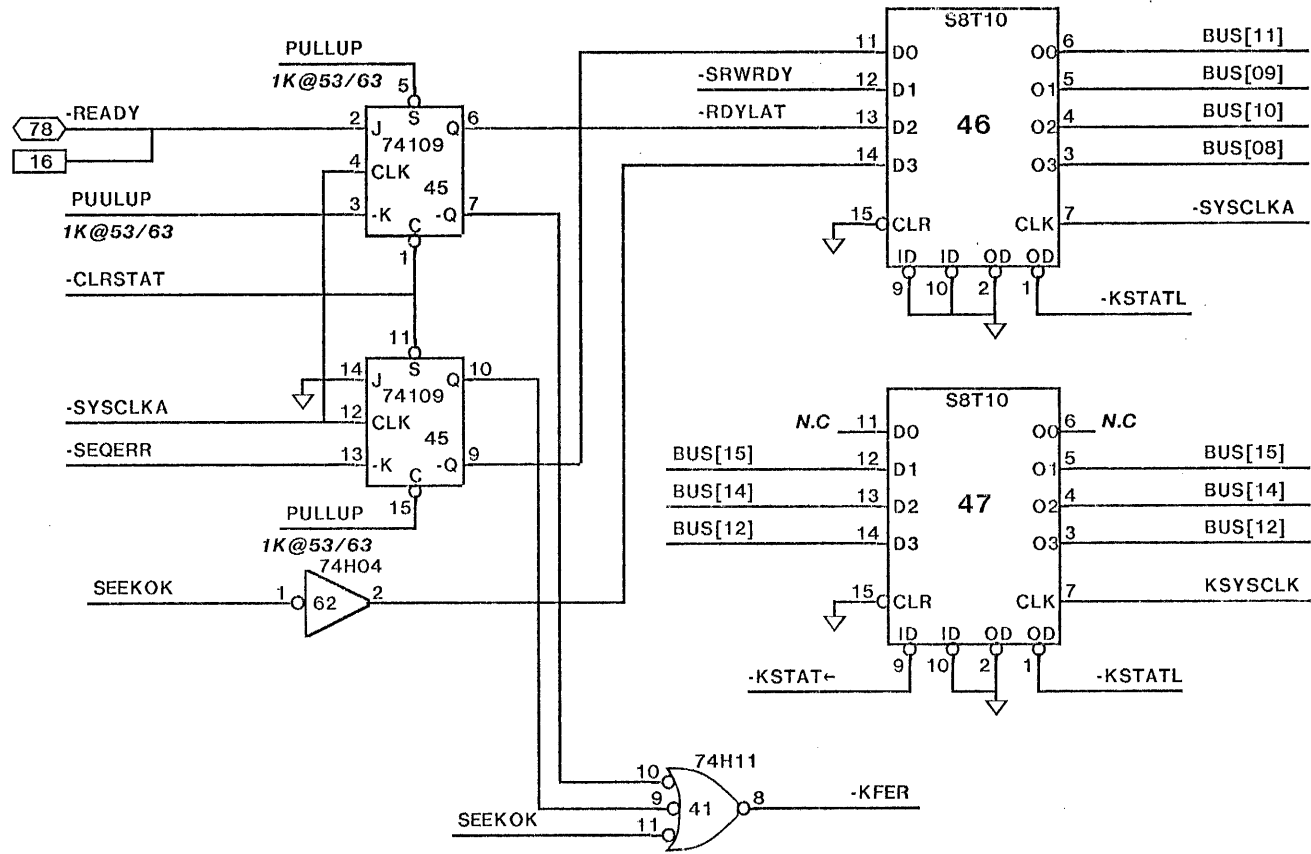 PULLUP
1K@53/63
5
-READY
78
16
2 J S Q 6
74109
4 CLK
45
PUULUP
1K@53/63
3 -K C -Q 7
1
-CLRSTAT
11
14 J S Q 10
74109
-SYSCLKA
12 CLK
45
-SEQERR
13 -K C -Q 9
15
PULLUP
1K@53/63
74H04
SEEKOK
1 62 2
S8T10
11 D0 O0 6 BUS[11]
-SRWRDY 12 D1 O1 5 BUS[09]
-RDYLAT 13 D2 46 O2 4 BUS[10]
14 D3 O3 3 BUS[08]
15 CLR CLK 7 -SYSCLKA
ID ID OD OD
9 10 2 1
-KSTATL
S8T10
N.C 11 D0 O0 6 N.C
BUS[15] 12 D1 O1 5 BUS[15]
BUS[14] 13 D2 47 O2 4 BUS[14]
BUS[12] 14 D3 O3 3 BUS[12]
15 CLR CLK 7 KSYSCLK
ID ID OD OD
9 10 2 1
-KSTAT← -KSTATL
74H11
10
9 41 8 -KFER
SEEKOK 11